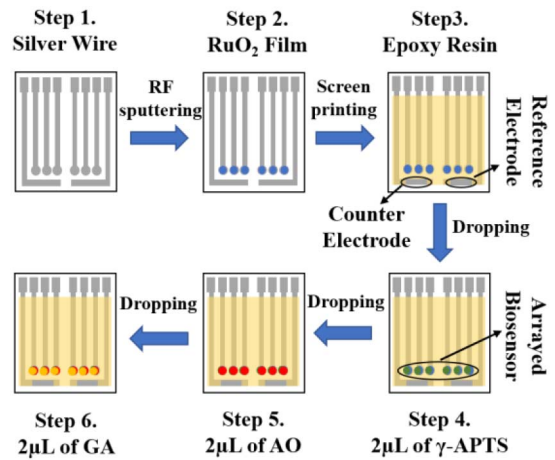 Step 1.
Silver Wire
RF
sputtering
Step 2.
RuO₂ Film
Screen
printing
Step3.
Epoxy Resin
Reference
Electrode
Counter
Electrode
Dropping
Arrayed
Biosensor
Step 4.
2μL of γ-APTS
Dropping
Step 5.
2μL of AO
Dropping
Step 6.
2μL of GA